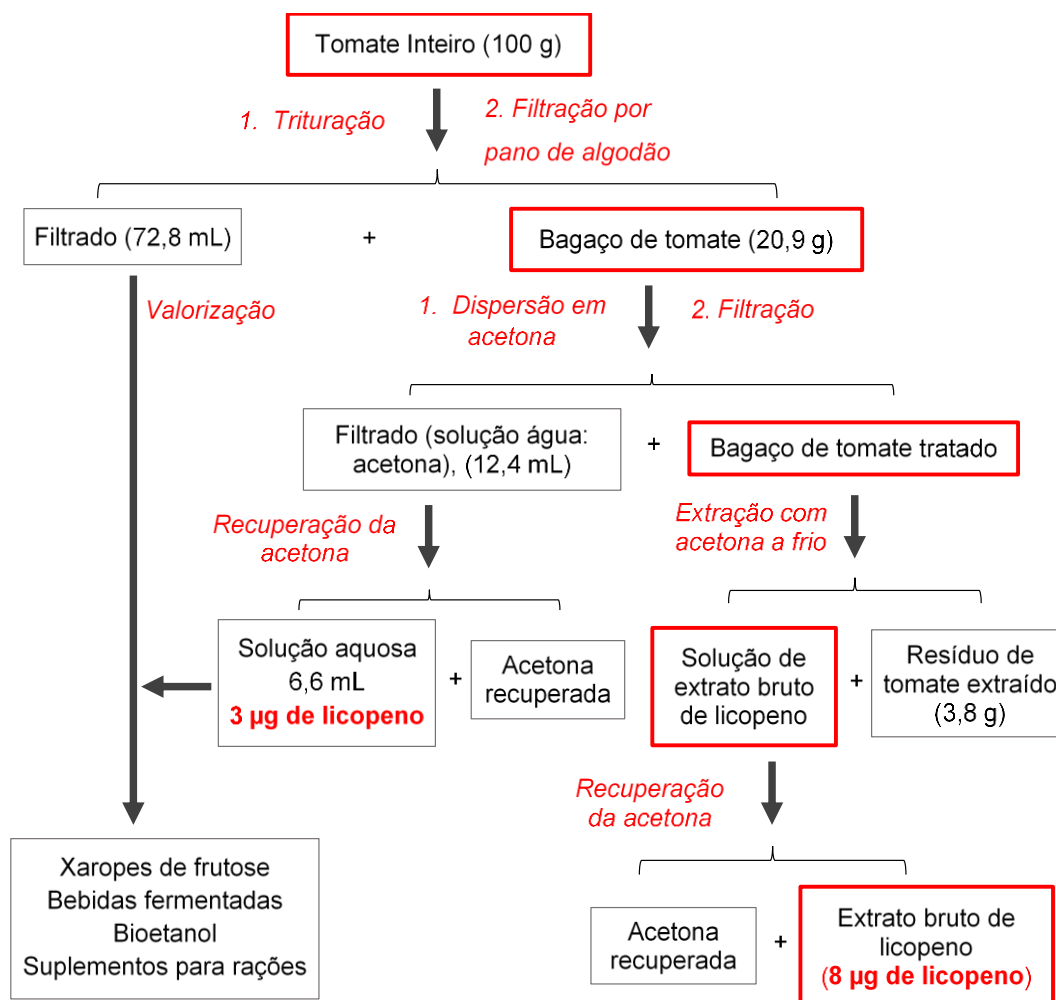 Tomate Inteiro (100 g)
1. Trituração
2. Filtração por
pano de algodão
Filtrado (72,8 mL)
+
Bagaço de tomate (20,9 g)
Valorização
1. Dispersão em
acetona
2. Filtração
Filtrado (solução água:
acetona), (12,4 mL)
+
Bagaço de tomate tratado
Recuperação da
acetona
Extração com
acetona a frio
Solução aquosa
6,6 mL
3 µg de licopeno
+
Acetona
recuperada
Solução de
extrato bruto
de licopeno
+
Resíduo de
tomate extraído
(3,8 g)
Recuperação
da acetona
Xaropes de frutose
Bebidas fermentadas
Bioetanol
Suplementos para rações
Acetona
recuperada
+
Extrato bruto de
licopeno
(8 µg de licopeno)